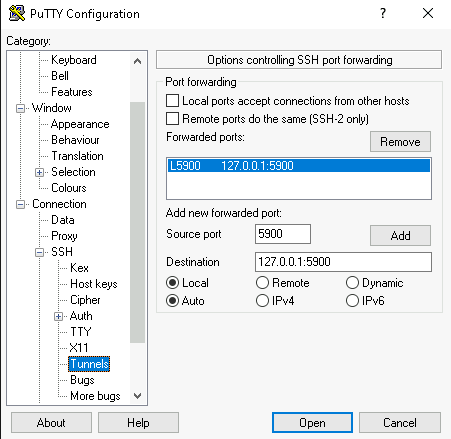 PuTTY Configuration
Category:
Keyboard
Bell
Features
Window
Appearance
Behaviour
Translation
Selection
Colours
Connection
Data
Proxy
SSH
Kex
Host keys
Cipher
Auth
TTY
X11
Tunnels
Bugs
More bugs
Options controlling SSH port forwarding
Port forwarding
Local ports accept connections from other hosts
Remote ports do the same (SSH-2 only)
Forwarded ports: Remove
L5900 127.0.0.1:5900
Add new forwarded port:
Source port 5900 Add
Destination 127.0.0.1:5900
Local Remote Dynamic
Auto IPv4 IPv6
About Help Open Cancel